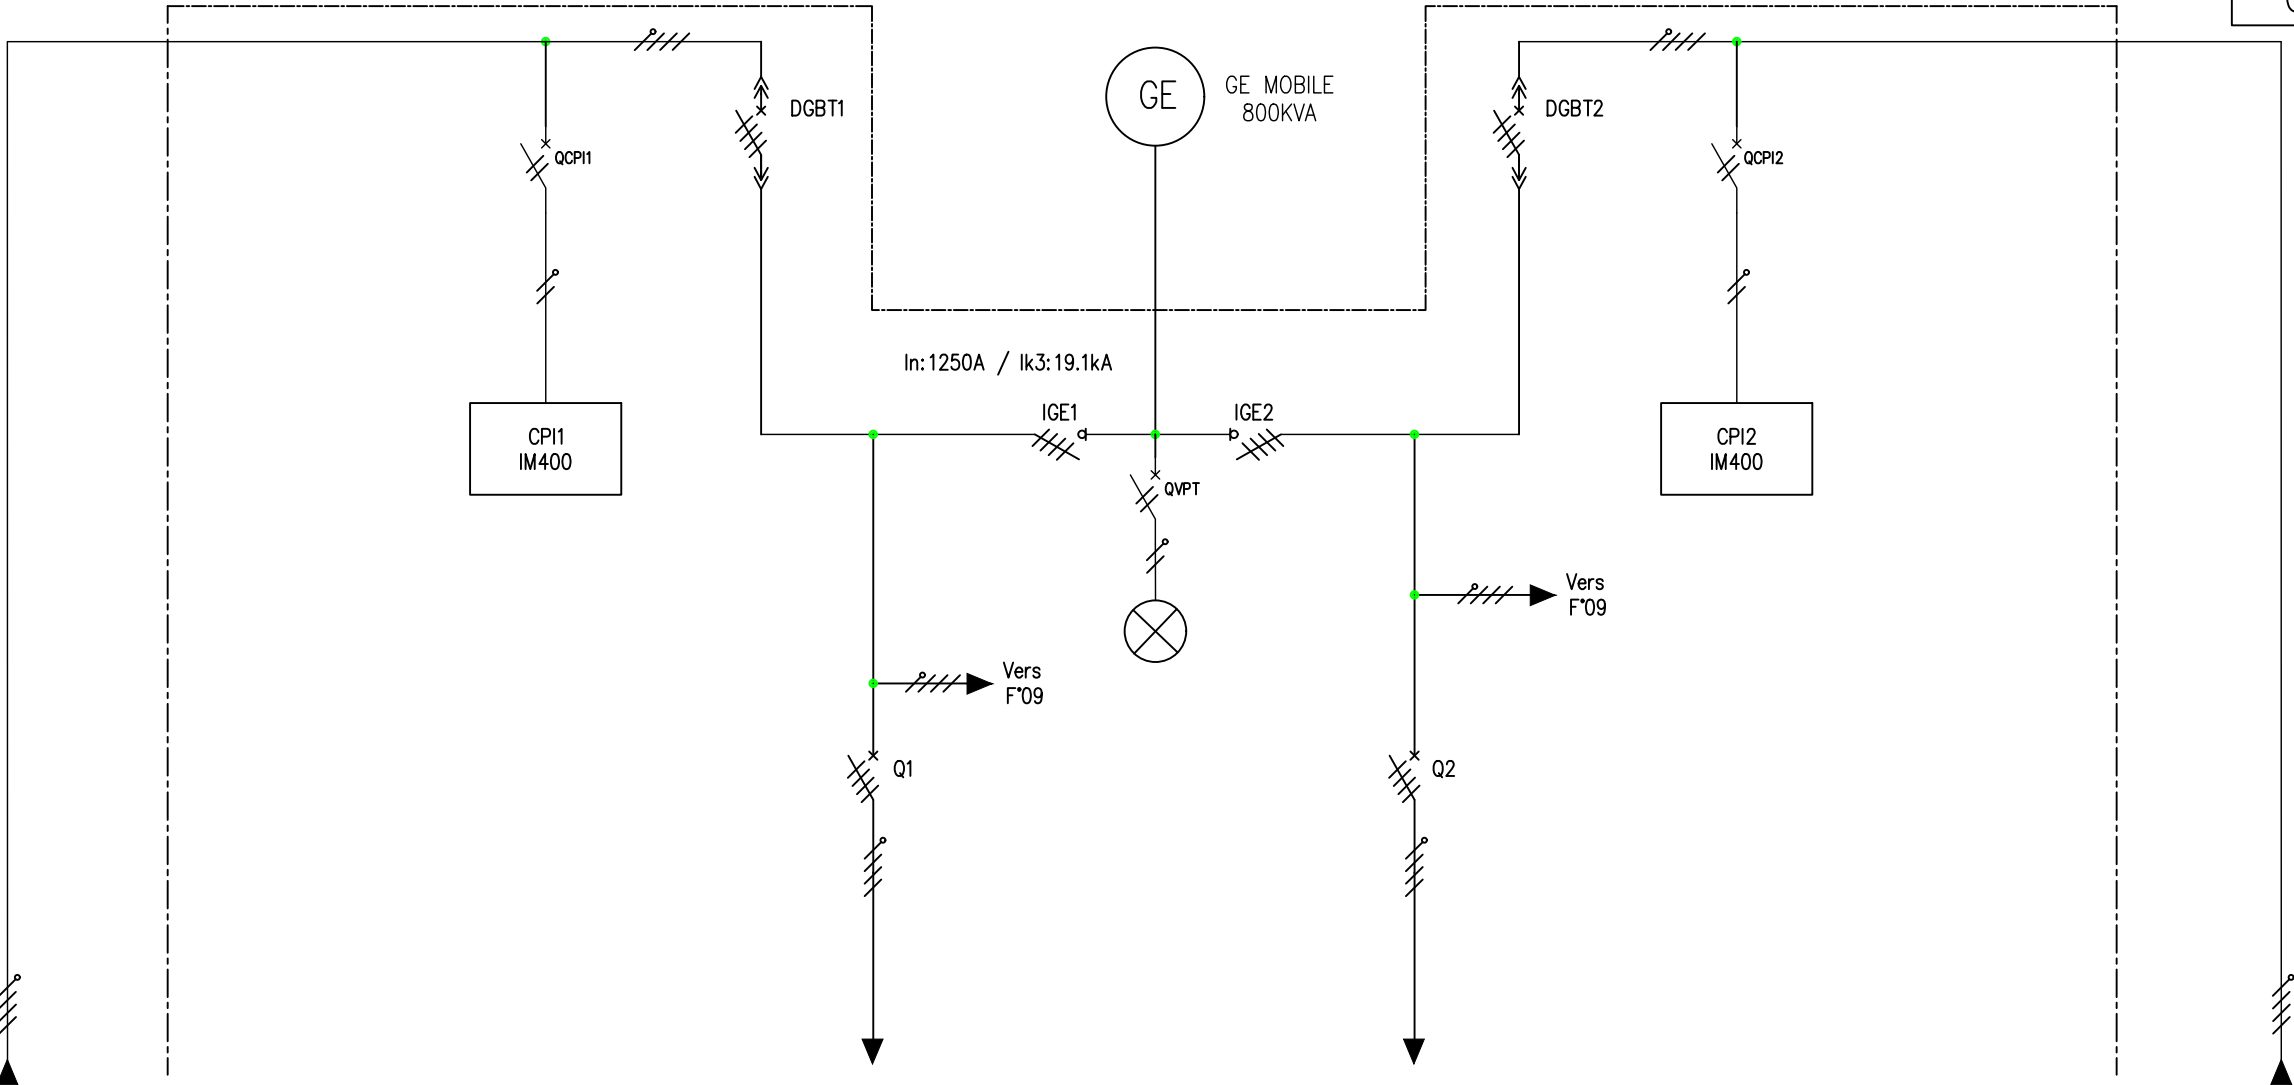 GE
GE MOBILE
800KVA
DGBT1
DGBT2
QCPI1
QCPI2
In:1250A / Ik3:19.1kA
IGE1
IGE2
CPI1
IM400
CPI2
IM400
QVPT
Vers
F°09
Vers
F°09
Q1
Q2